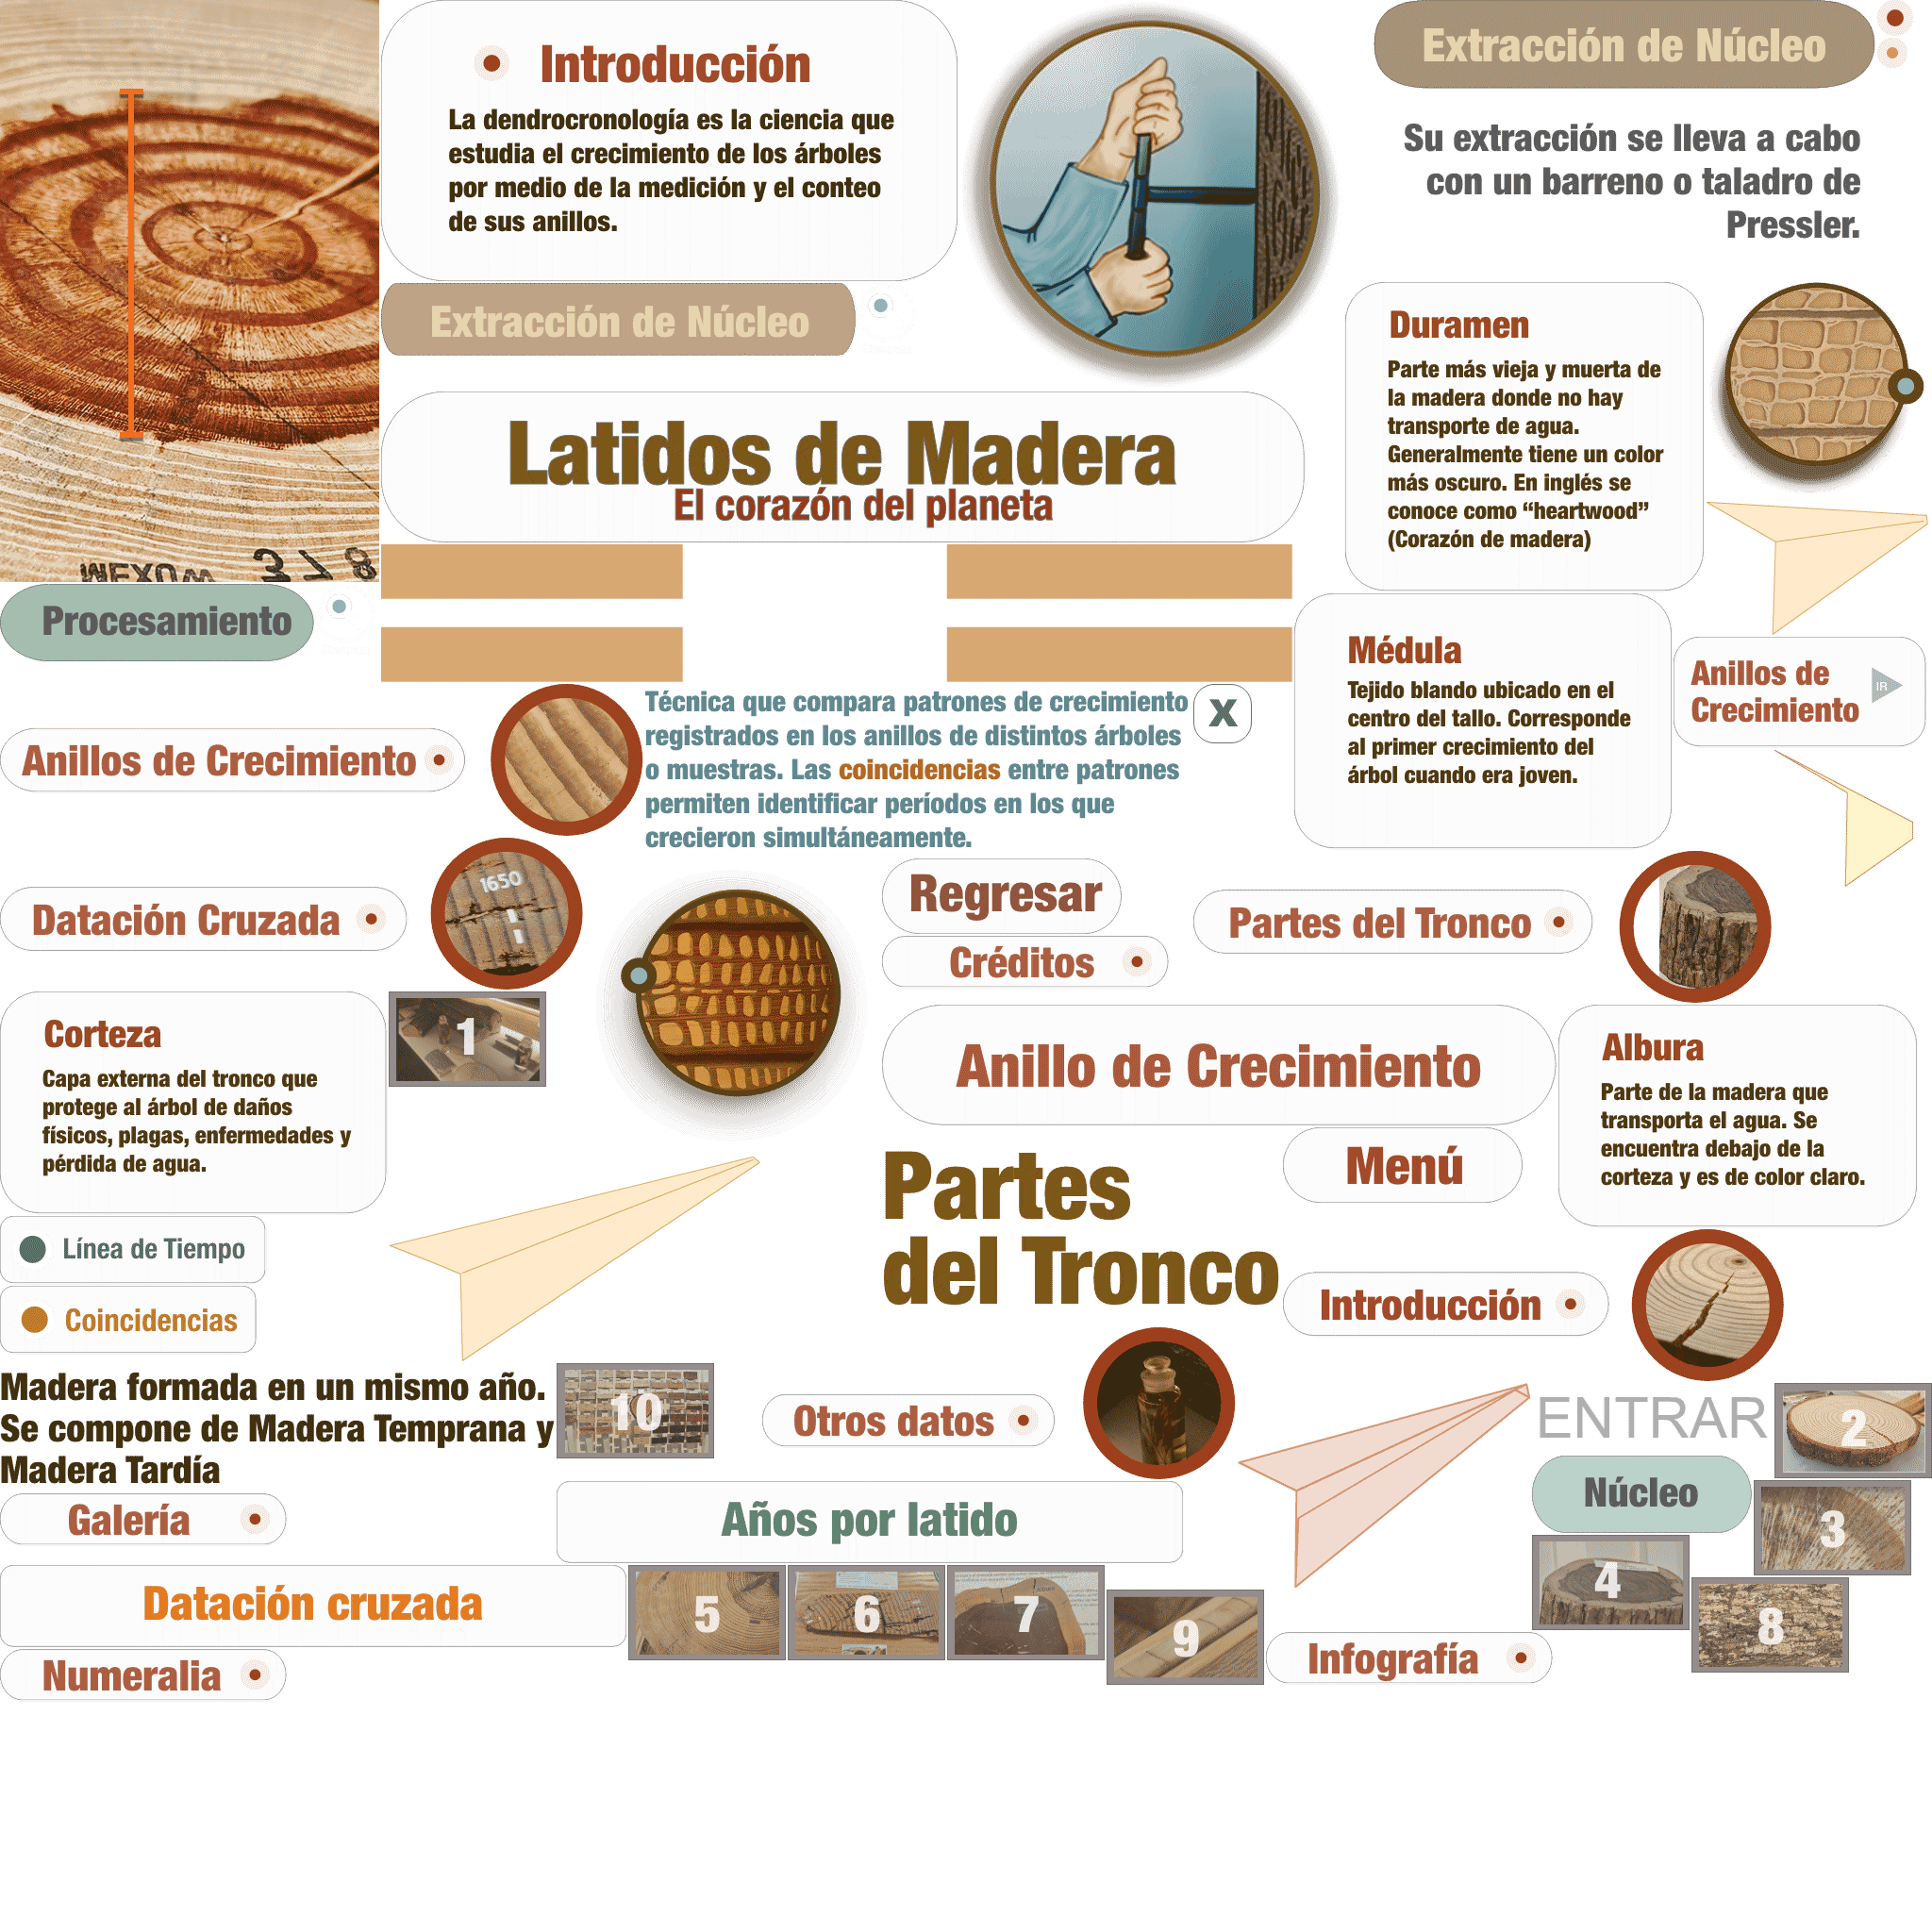 Introducción
La dendrocronología es la ciencia que
estudia el crecimiento de los árboles
por medio de la medición y el conteo
de sus anillos.
Extracción de Núcleo
Su extracción se lleva a cabo
con un barreno o taladro de
Pressler.
Extracción de Núcleo
Duramen
Parte más vieja y muerta de
la madera donde no hay
transporte de agua.
Generalmente tiene un color
más oscuro. En inglés se
conoce como “heartwood”
(Corazón de madera)
Latidos de Madera
El corazón del planeta
378
Procesamiento
Médula
Tejido blando ubicado en el
centro del tallo. Corresponde
al primer crecimiento del
árbol cuando era joven.
Anillos de
Crecimiento
IR
Anillos de Crecimiento
Técnica que compara patrones de crecimiento
registrados en los anillos de distintos árboles
o muestras. Las coincidencias entre patrones
permiten identificar períodos en los que
crecieron simultáneamente.
X
Datación Cruzada
1650
Regresar
Créditos
Partes del Tronco
Corteza
Capa externa del tronco que
protege al árbol de daños
físicos, plagas, enfermedades y
pérdida de agua.
1
Anillo de Crecimiento
Albura
Parte de la madera que
transporta el agua. Se
encuentra debajo de la
corteza y es de color claro.
Menú
Partes
del Tronco
Línea de Tiempo
Coincidencias
Introducción
Madera formada en un mismo año.
Se compone de Madera Temprana y
Madera Tardía
10
Otros datos
ENTRAR
2
Galería
Años por latido
Núcleo
3
4
Datación cruzada
5
6
7
9
8
Numeralia
Infografía